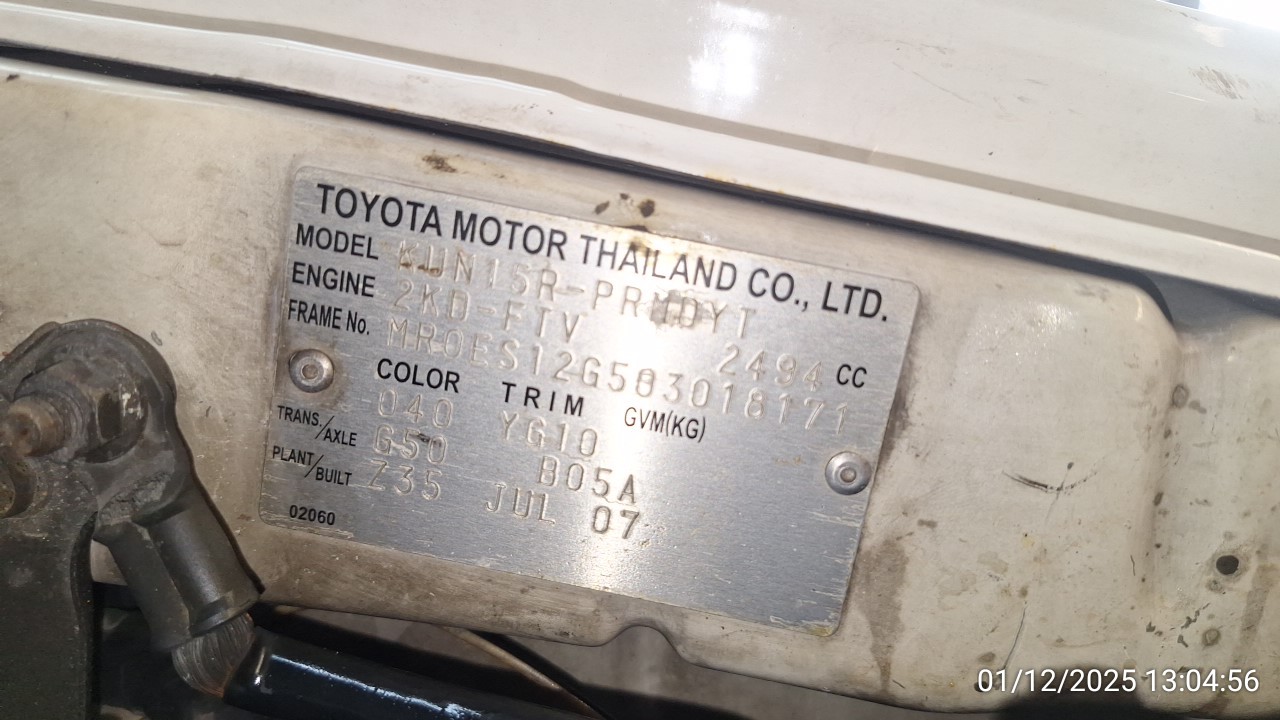 TOYOTA MOTOR THAILAND CO., LTD.
MODEL KUN15R-PRMDYT
ENGINE 2KD-FTV 2494 CC
FRAME No. MR0ES12G583018171
COLOR TRIM GVM(KG)
040 YG10
TRANS./AXLE G50 B05A
PLANT/BUILT Z35 JUL 07
02060
01/12/2025 13:04:56